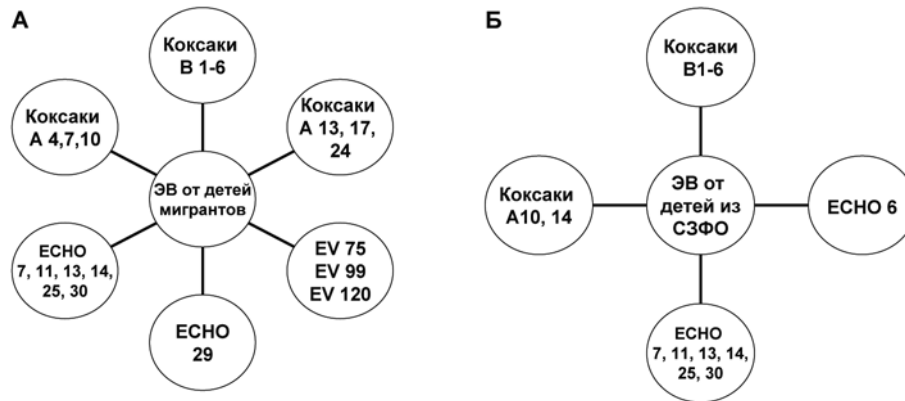 А
Коксаки
В 1-6
Коксаки
А 4,7,10
Коксаки
А 13, 17,
24
ЭВ от детей
мигрантов
ECHO
7, 11, 13, 14,
25, 30
EV 75
EV 99
EV 120
ECHO
29
Б
Коксаки
В1-6
Коксаки
А10, 14
ЭВ от
детей из
СЗФО
ECHO 6
ECHO
7, 11, 13, 14,
25, 30